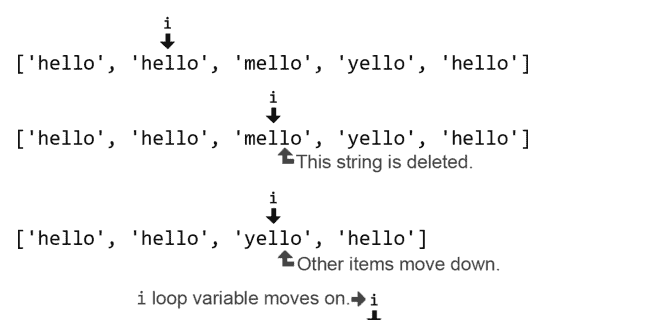 i
['hello', 'hello', 'mello', 'yello', 'hello']
i
['hello', 'hello', 'mello', 'yello', 'hello']
This string is deleted.
i
['hello', 'hello', 'yello', 'hello']
Other items move down.
i loop variable moves on. i